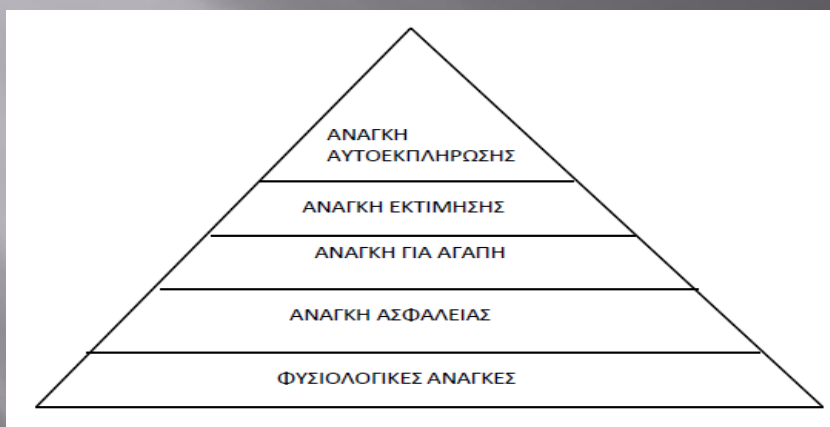 ΑΝΑΓΚΗ
ΑΥΤΟΕΚΠΛΗΡΩΣΗΣ
ΑΝΑΓΚΗ ΕΚΤΙΜΗΣΗΣ
ΑΝΑΓΚΗ ΓΙΑ ΑΓΑΠΗ
ΑΝΑΓΚΗ ΑΣΦΑΛΕΙΑΣ
ΦΥΣΙΟΛΟΓΙΚΕΣ ΑΝΑΓΚΕΣ